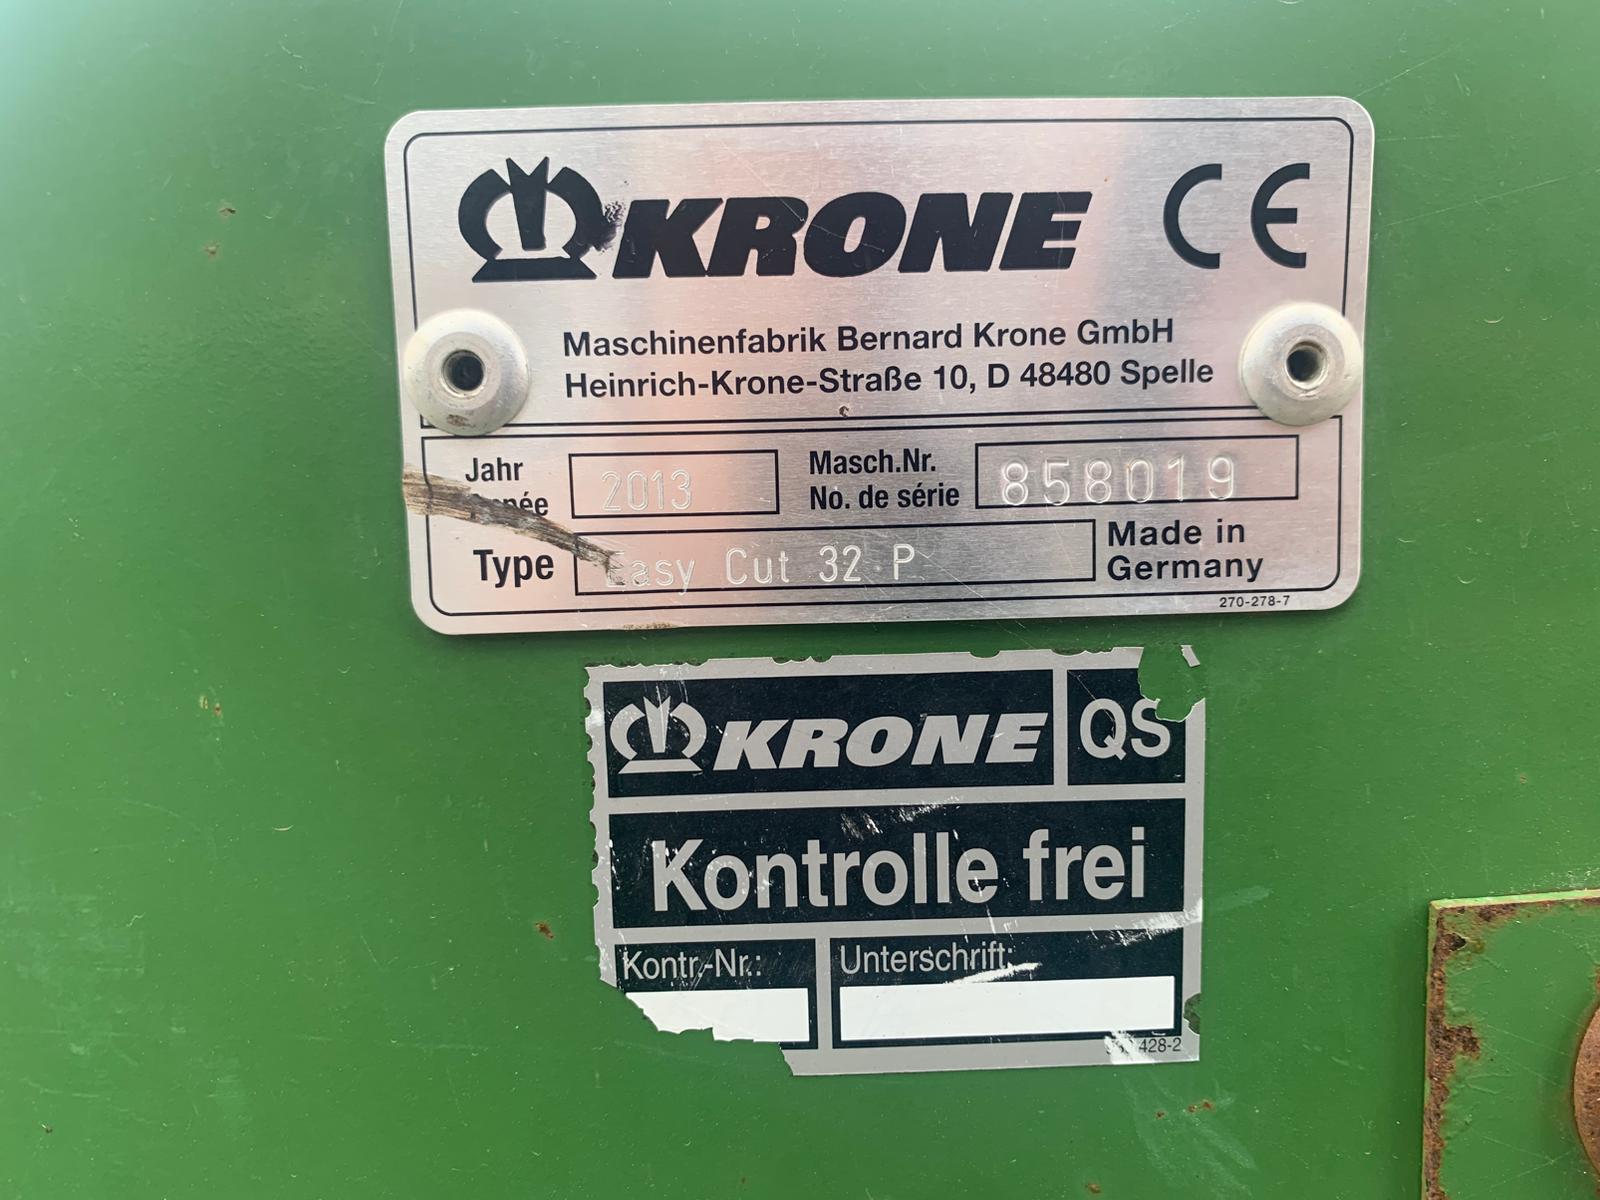 KRONE CE
Maschinenfabrik Bernard Krone GmbH
Heinrich-Krone-Straße 10, D 48480 Spelle
Jahr 2013 Masch.Nr. 858019
No. de série
Type Easy Cut 32 P Made in
Germany
270-278-7
KRONE QS
Kontrolle frei
Kontr.-Nr.: Unterschrift:
428-2